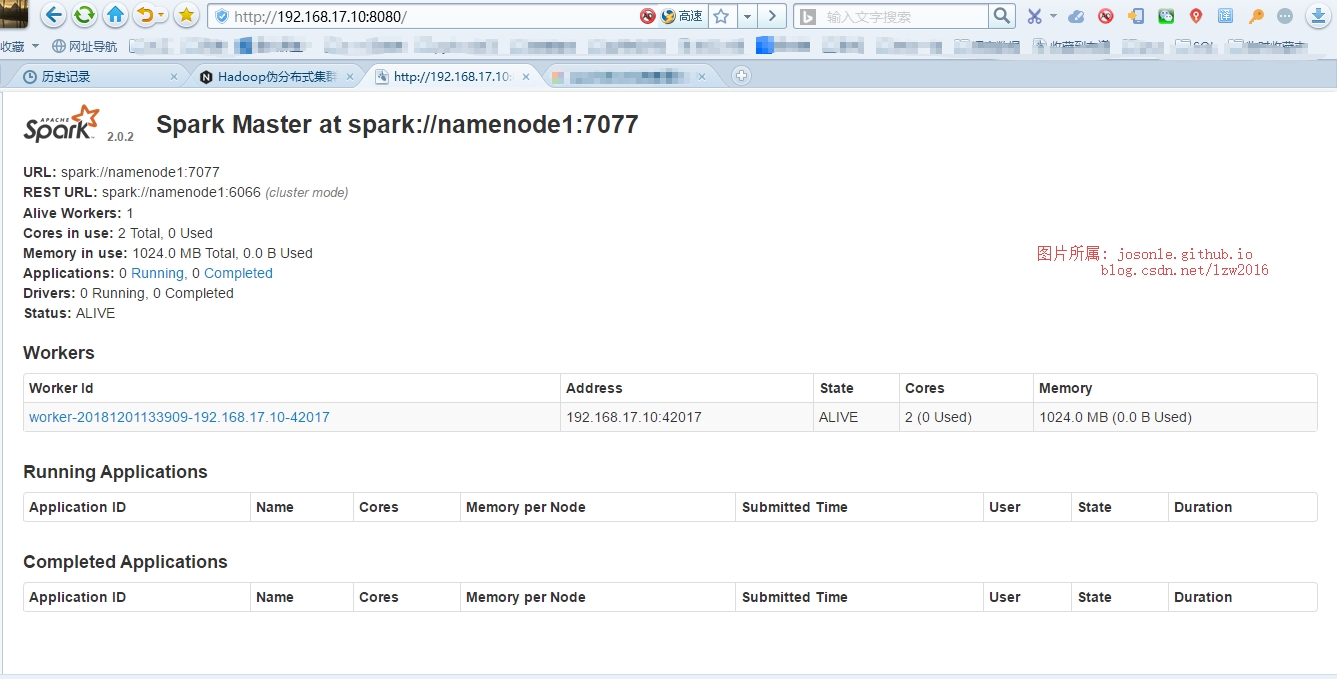 http://192.168.17.10:8080/
高速
输入文字搜索
收藏
网址导航
历史记录
Hadoop伪分布式集群
http://192.168.17.10:
APACHE
Spark 2.0.2
Spark Master at spark://namenode1:7077
URL: spark://namenode1:7077
REST URL: spark://namenode1:6066 (cluster mode)
Alive Workers: 1
Cores in use: 2 Total, 0 Used
Memory in use: 1024.0 MB Total, 0.0 B Used
Applications: 0 Running, 0 Completed
Drivers: 0 Running, 0 Completed
Status: ALIVE
图片所属: josonle.github.io
blog.csdn.net/lzw2016
Workers
Worker Id Address State Cores Memory
worker-20181201133909-192.168.17.10-42017 192.168.17.10:42017 ALIVE 2 (0 Used) 1024.0 MB (0.0 B Used)
Running Applications
Application ID Name Cores Memory per Node Submitted Time User State Duration
Completed Applications
Application ID Name Cores Memory per Node Submitted Time User State Duration